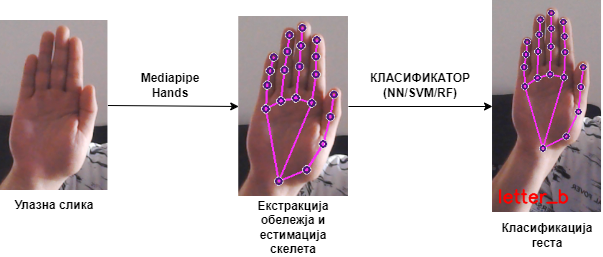 Mediapipe
Hands
КЛАСИФИКАТОР
(NN/SVM/RF)
letter_b
Улазна слика
Екстракција
обележја и
естимација
скелета
Класификација
геста